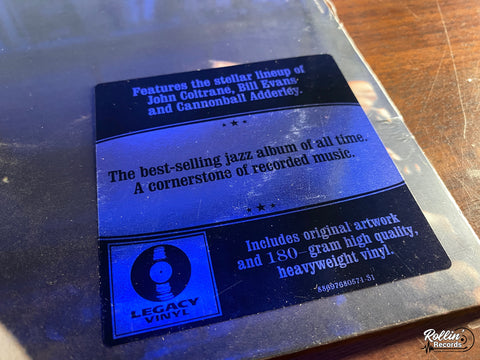 Features the stellar lineup of
John Coltrane, Bill Evans,
and Cannonball Adderley.
The best-selling jazz album of all time.
A cornerstone of recorded music.
Includes original artwork
and 180-gram high quality,
heavyweight vinyl.
LEGACY
VINYL
88697680571-S1
Rollin'
Records